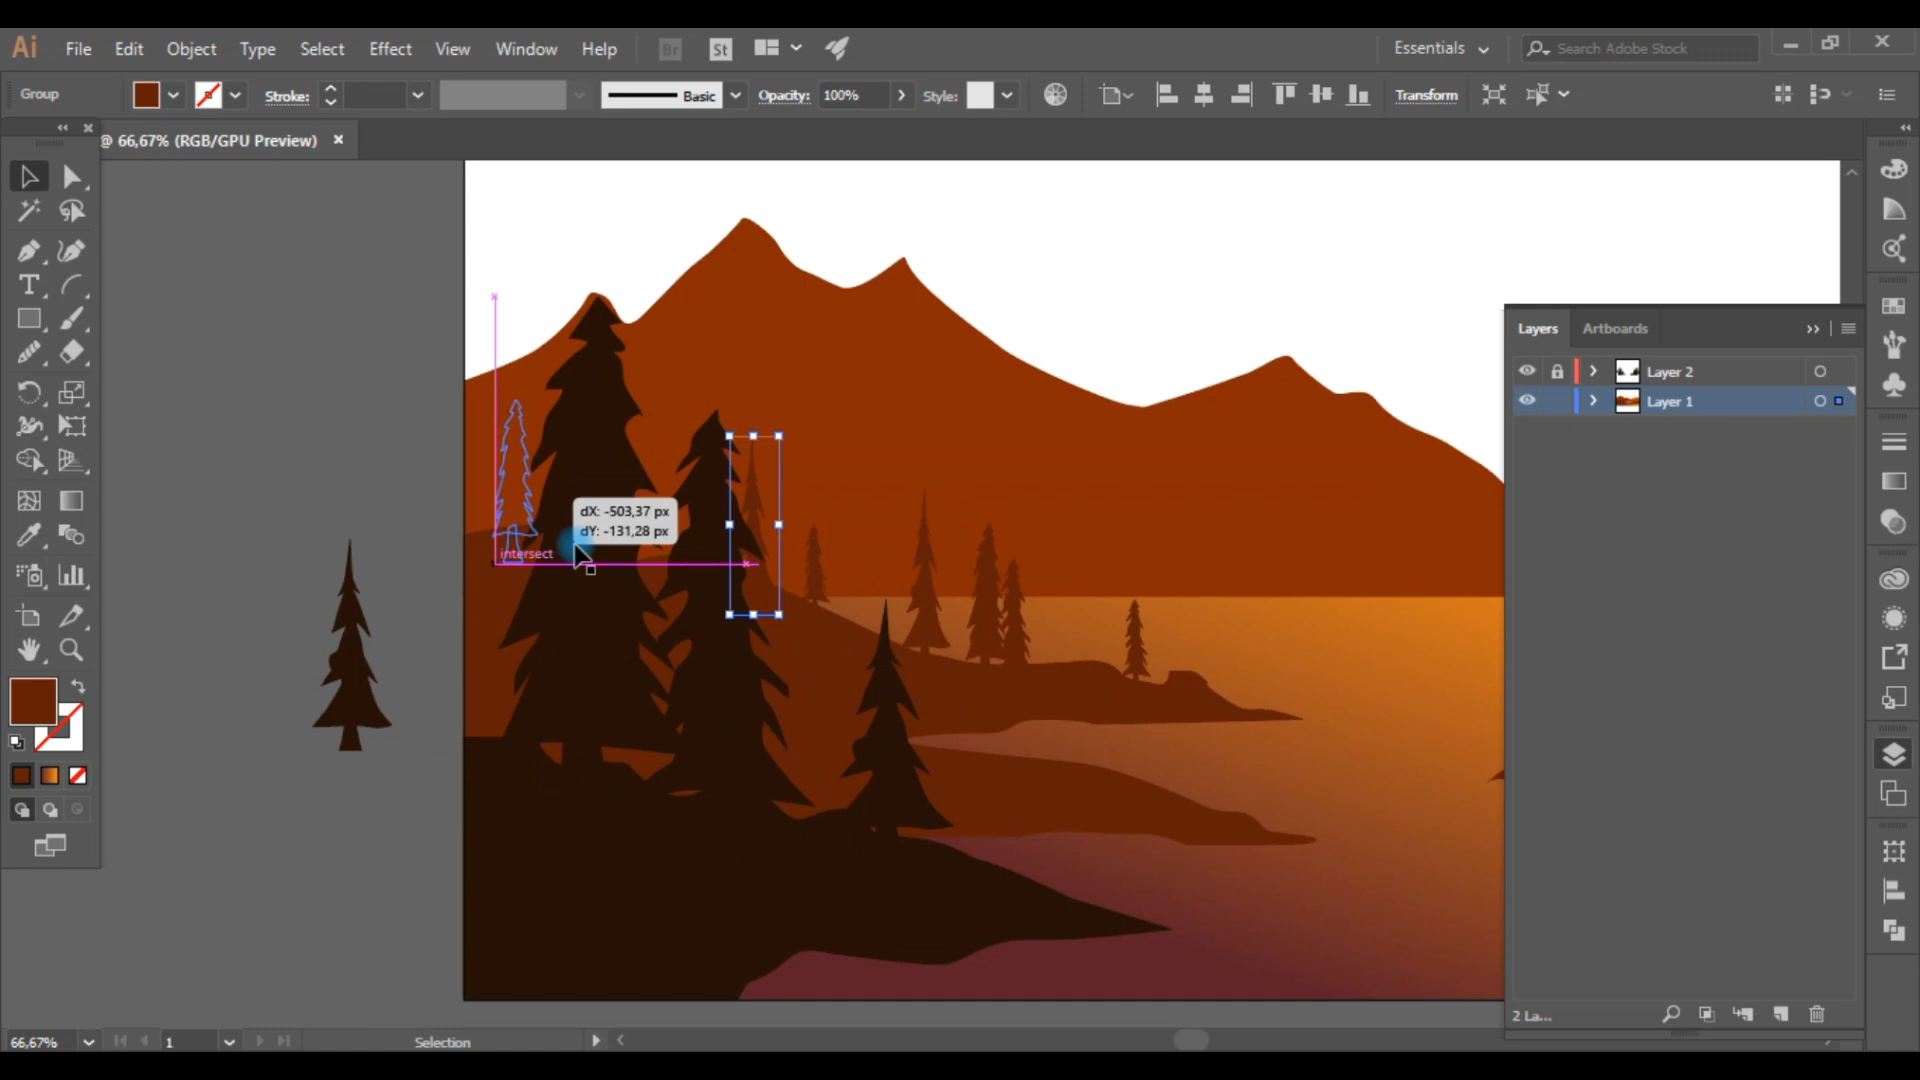 Ai File Edit Object Type Select Effect View Window Help Br St Essentials Search Adobe Stock
Group Stroke: Basic Opacity: 100% Style: Transform
@ 66,67% (RGB/GPU Preview)
T
Layers Artboards
Layer 2
Layer 1
dX: -503,37 px
dY: -131,28 px
intersect
2 La...
66,67% 1 Selection